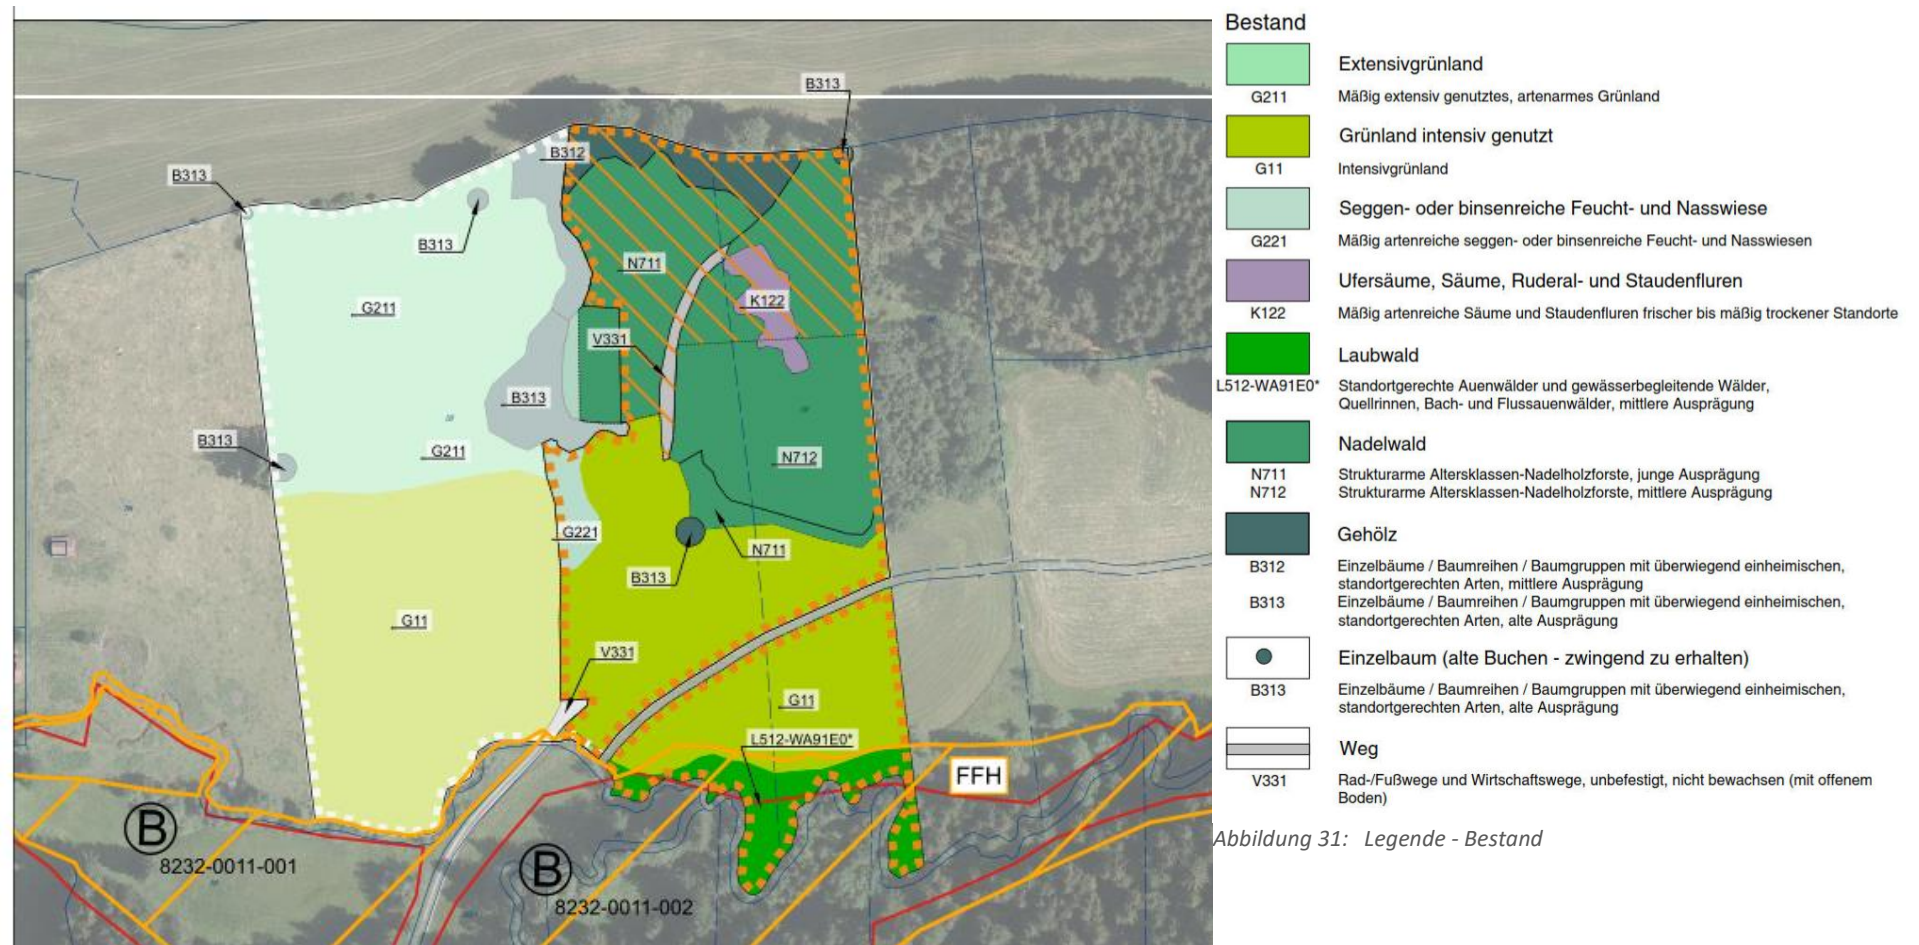 B313
B312
B313
B313
N711
K122
G211
V331
B313
B313
G211
N712
G221
N711
B313
G11
V331
G11
L512-WA91E0*
FFH
B
8232-0011-001
B
8232-0011-002
Bestand
Extensivgrünland
G211 Mäßig extensiv genutztes, artenarmes Grünland
Grünland intensiv genutzt
G11 Intensivgrünland
Seggen- oder binsenreiche Feucht- und Nasswiese
G221 Mäßig artenreiche seggen- oder binsenreiche Feucht- und Nasswiesen
Ufersäume, Säume, Ruderal- und Staudenfluren
K122 Mäßig artenreiche Säume und Staudenfluren frischer bis mäßig trockener Standorte
Laubwald
L512-WA91E0* Standortgerechte Auenwälder und gewässerbegleitende Wälder,
Quellrinnen, Bach- und Flussauenwälder, mittlere Ausprägung
Nadelwald
N711 Strukturarme Altersklassen-Nadelholzforste, junge Ausprägung
N712 Strukturarme Altersklassen-Nadelholzforste, mittlere Ausprägung
Gehölz
B312 Einzelbäume / Baumreihen / Baumgruppen mit überwiegend einheimischen,
standortgerechten Arten, mittlere Ausprägung
B313 Einzelbäume / Baumreihen / Baumgruppen mit überwiegend einheimischen,
standortgerechten Arten, alte Ausprägung
Einzelbaum (alte Buchen - zwingend zu erhalten)
B313 Einzelbäume / Baumreihen / Baumgruppen mit überwiegend einheimischen,
standortgerechten Arten, alte Ausprägung
Weg
V331 Rad-/Fußwege und Wirtschaftswege, unbefestigt, nicht bewachsen (mit offenem
Boden)
Abbildung 31: Legende - Bestand